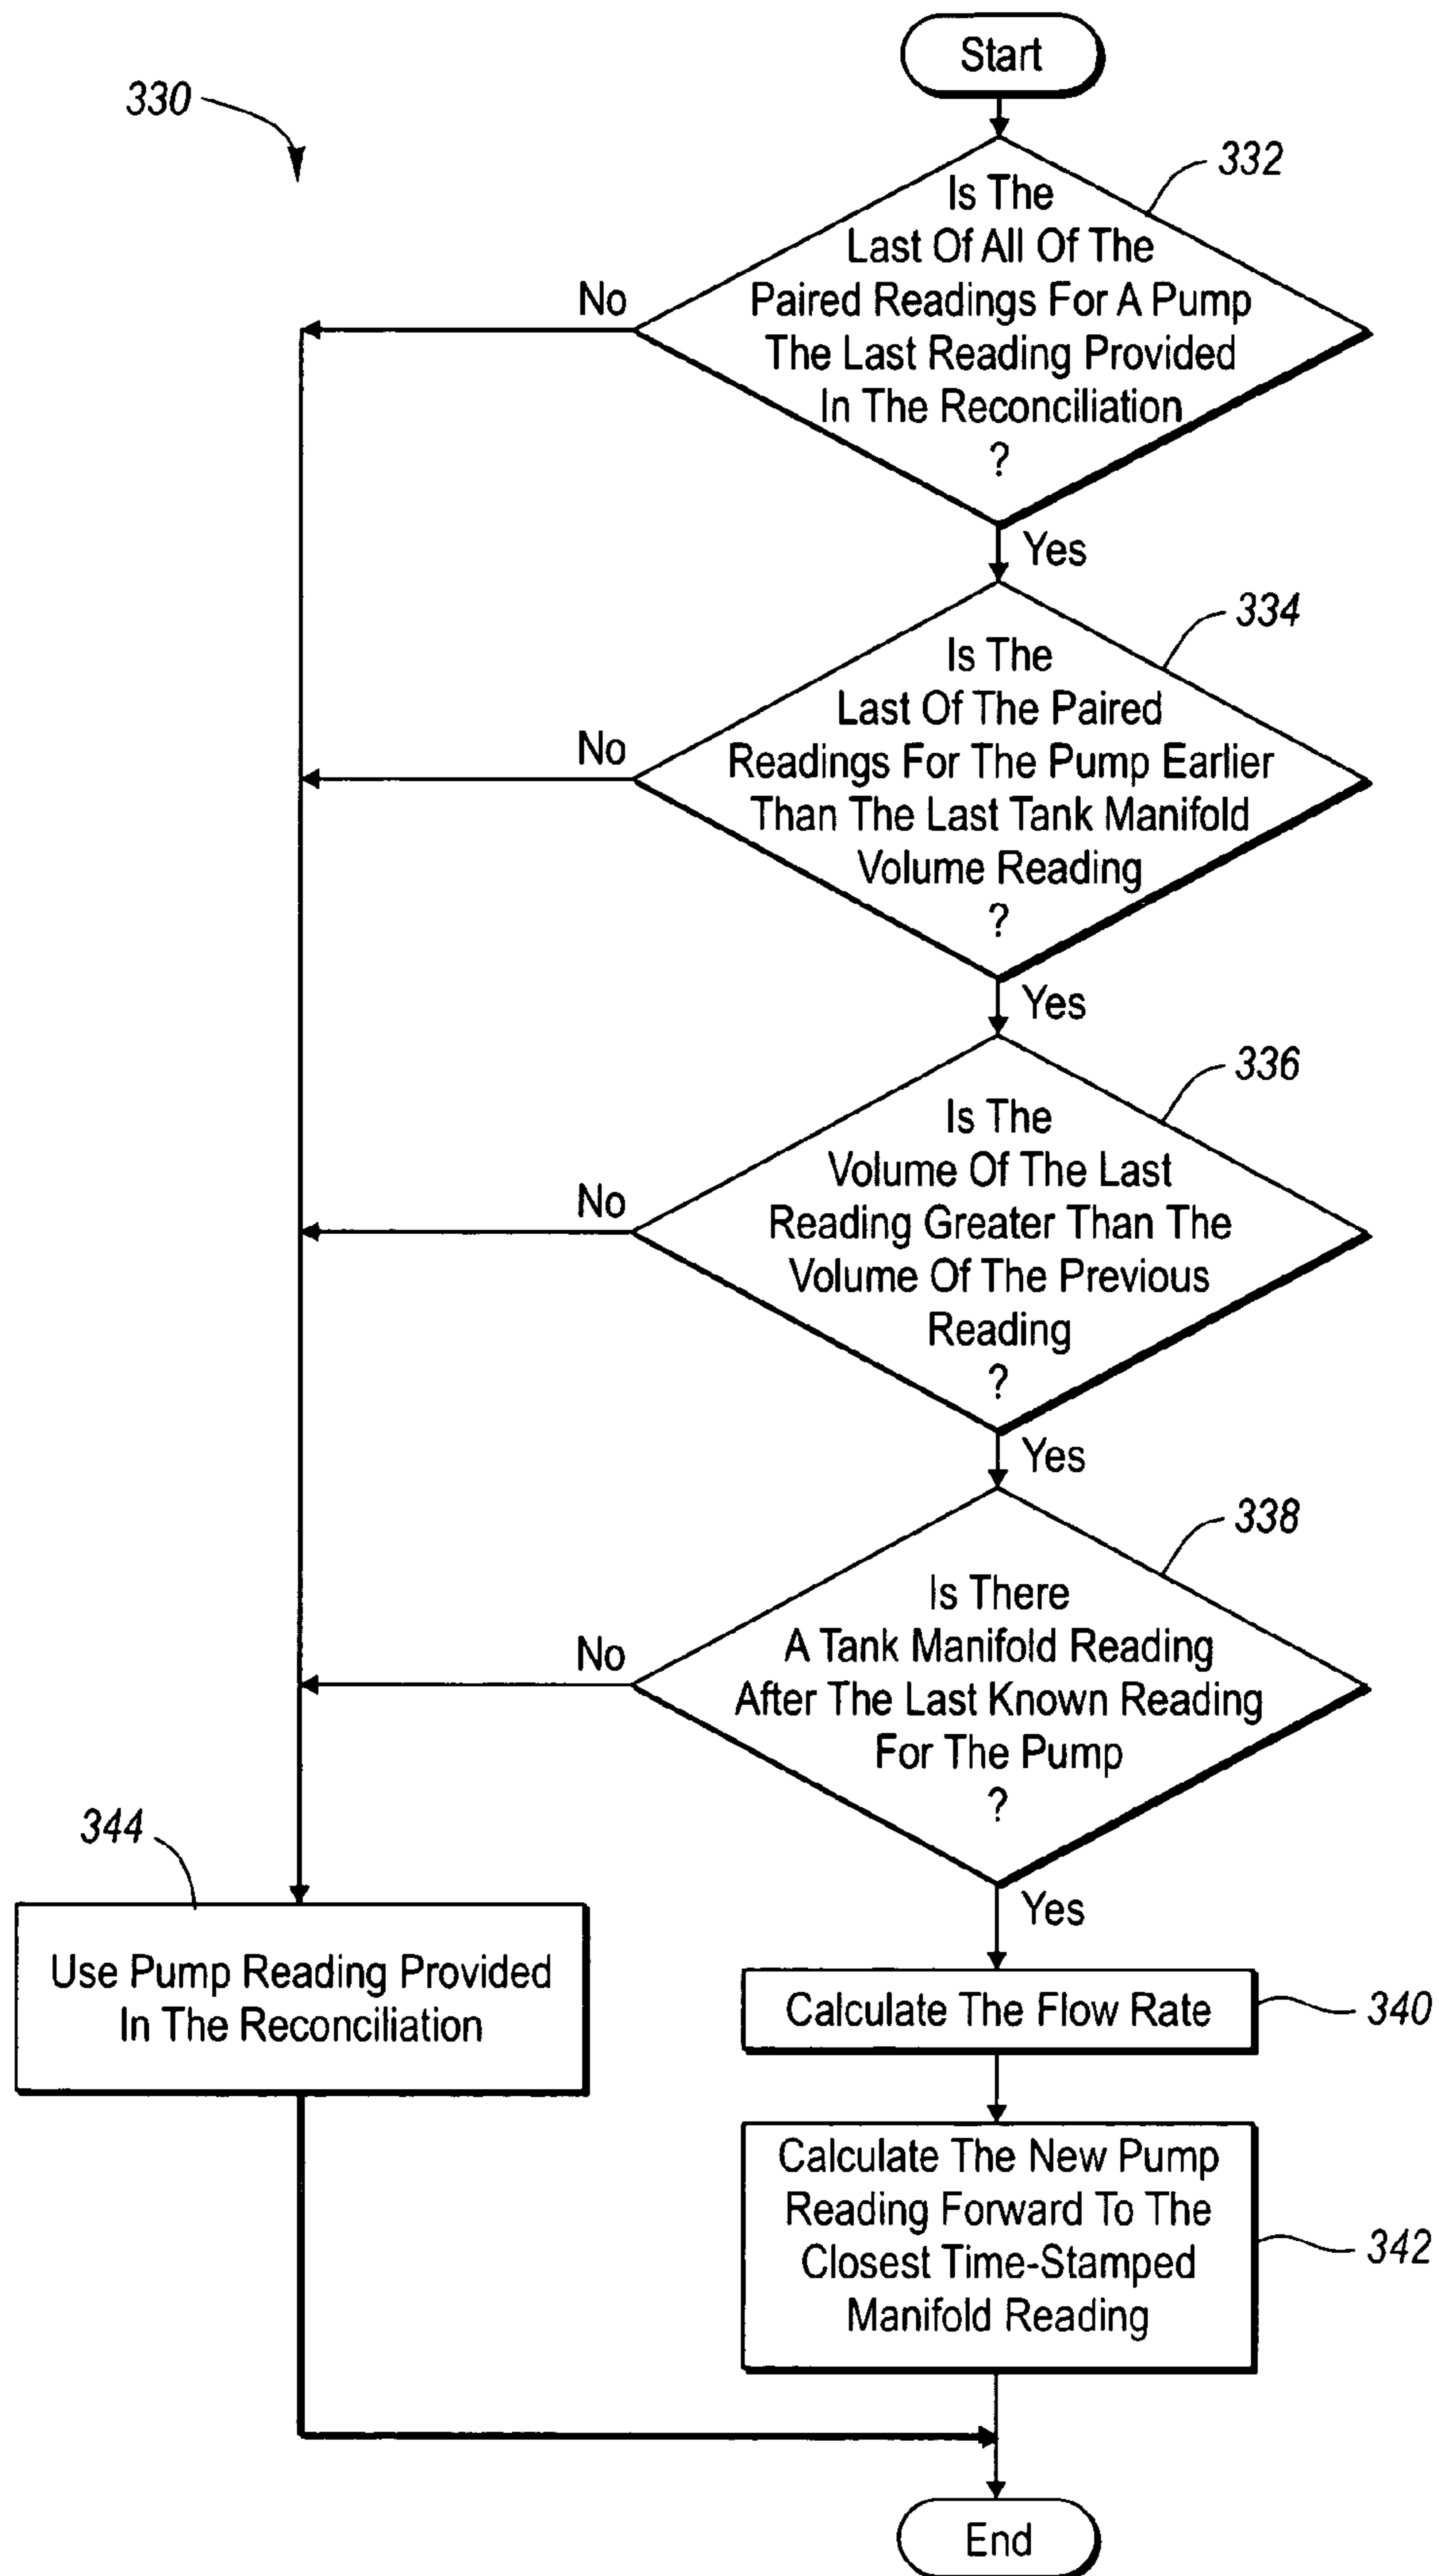 Start
330
332
Is The
Last Of All Of The
Paired Readings For A Pump
The Last Reading Provided
In The Reconciliation
?
No
Yes
334
Is The
Last Of The Paired
Readings For The Pump Earlier
Than The Last Tank Manifold
Volume Reading
?
No
Yes
336
Is The
Volume Of The Last
Reading Greater Than The
Volume Of The Previous
Reading
?
No
Yes
338
Is There
A Tank Manifold Reading
After The Last Known Reading
For The Pump
?
No
Yes
344
Use Pump Reading Provided
In The Reconciliation
Calculate The Flow Rate
340
Calculate The New Pump
Reading Forward To The
Closest Time-Stamped
Manifold Reading
342
End